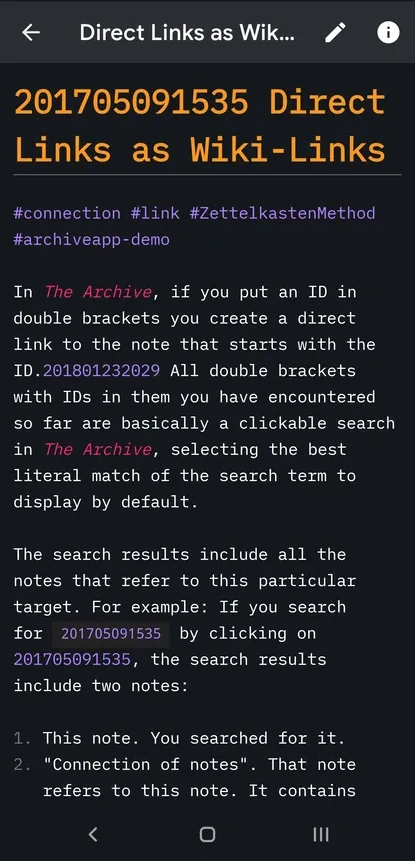 Direct Links as Wik...
201705091535 Direct
Links as Wiki-Links
#connection #link #ZettelkastenMethod
#archiveapp-demo
In The Archive, if you put an ID in
double brackets you create a direct
link to the note that starts with the
ID.201801232029 All double brackets
with IDs in them you have encountered
so far are basically a clickable search
in The Archive, selecting the best
literal match of the search term to
display by default.
The search results include all the
notes that refer to this particular
target. For example: If you search
for 201705091535 by clicking on
201705091535, the search results
include two notes:
1. This note. You searched for it.
2. "Connection of notes". That note
refers to this note. It contains